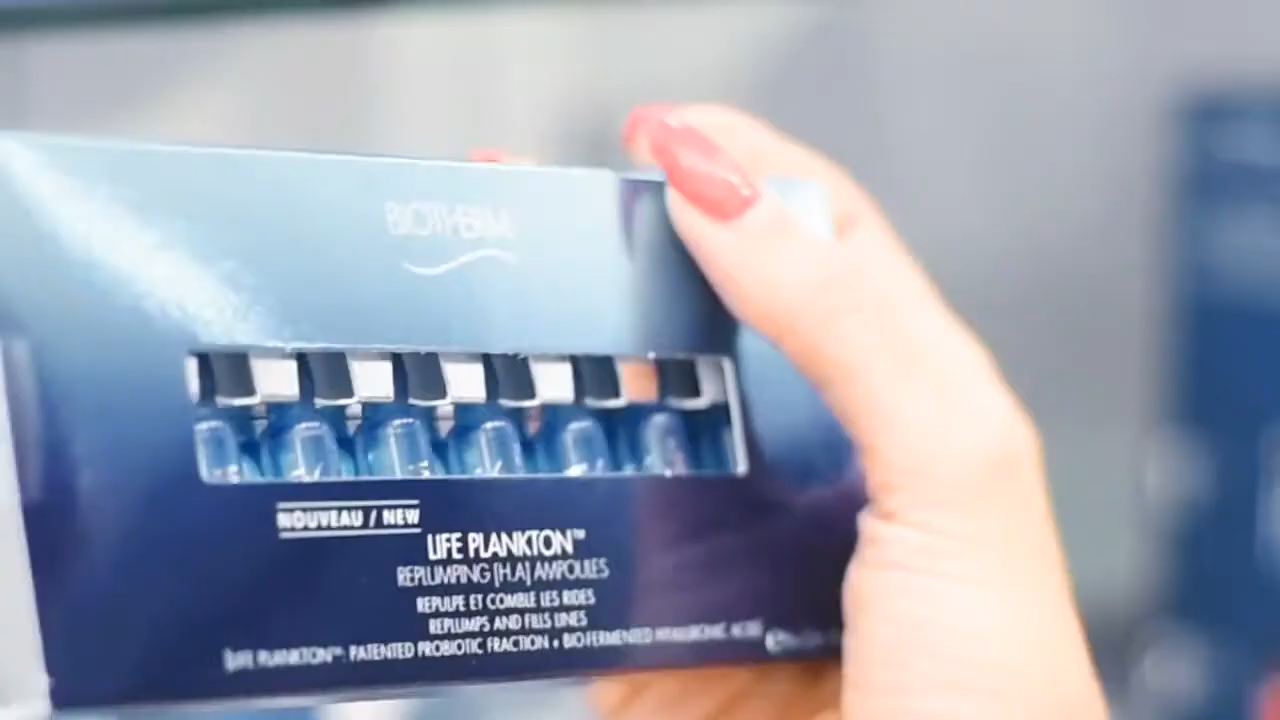 BIOTHERM
NOUVEAU / NEW
LIFE PLANKTON™
REPLUMPING [H.A] AMPOULES
REPULPE ET COMBLE LES RIDES
REPLUMPS AND FILLS LINES
LIFE PLANKTON™: PATENTED PROBIOTIC FRACTION + BIO-FERMENTED HYALURONIC ACID